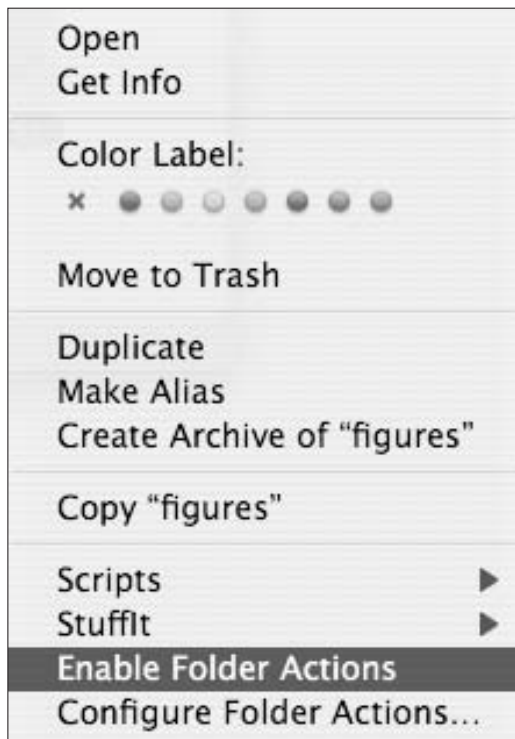 Open
Get Info
Color Label:
Move to Trash
Duplicate
Make Alias
Create Archive of “figures”
Copy “figures”
Scripts
StuffIt
Enable Folder Actions
Configure Folder Actions...